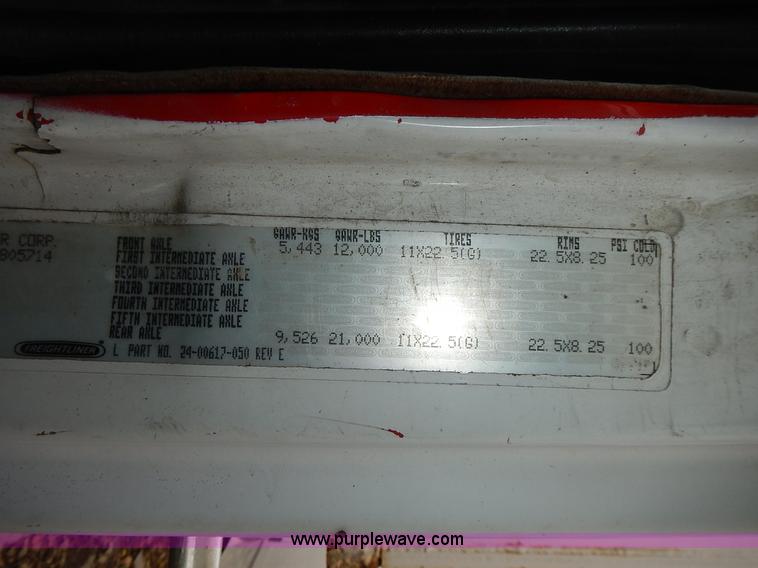 GAWR-KGS GAWR-LBS TIRES RIMS PSI COLD
R CORP. FRONT AXLE 5,443 12,000 11X22.5(G) 22.5X8.25 100
805714 FIRST INTERMEDIATE AXLE
SECOND INTERMEDIATE AXLE
THIRD INTERMEDIATE AXLE
FOURTH INTERMEDIATE AXLE
FIFTH INTERMEDIATE AXLE
REAR AXLE 9,526 21,000 11X22.5(G) 22.5X8.25 100
FREIGHTLINER L PART NO. 24-00617-050 REV E
www.purplewave.com